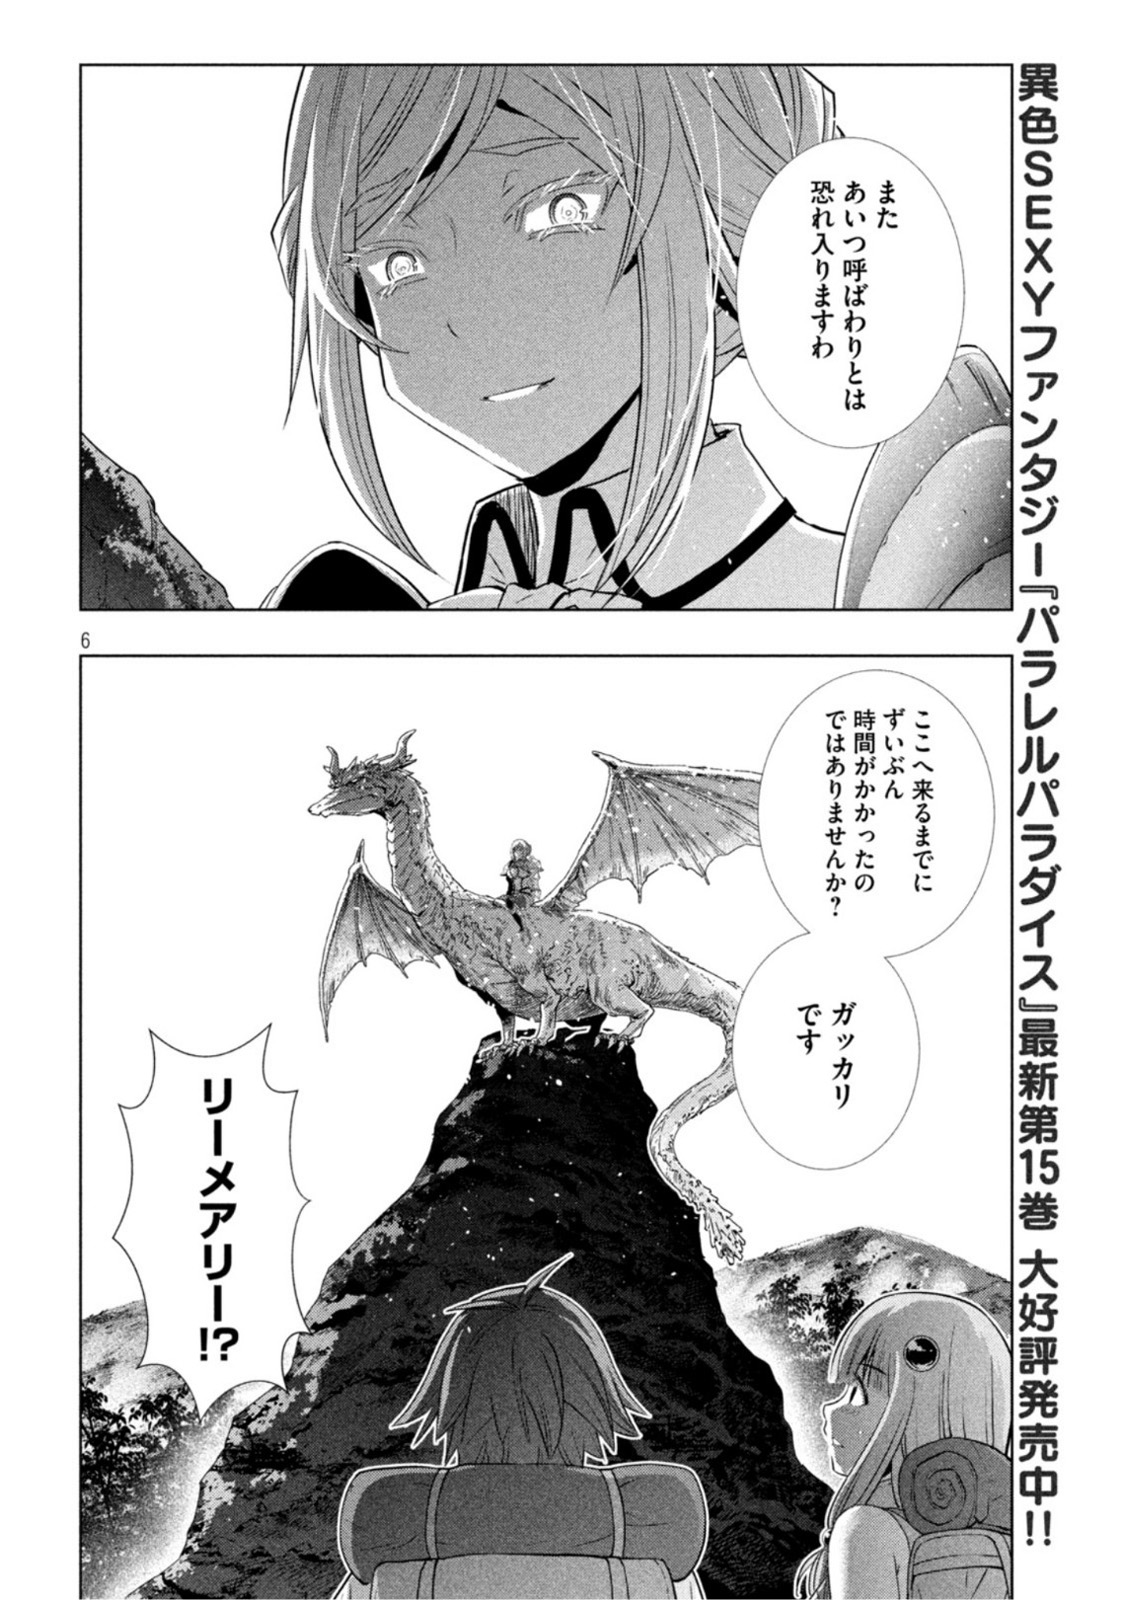 異色SEXYファンタジー『パラレルパラダイス』最新第15巻 大好評発売中!!
また
あいつ呼ばわりとは
恐れ入りますわ
6
ここへ来るまでに
ずいぶん
時間がかかったの
ではありませんか?
ガッカリ
です
リーメアリー!?